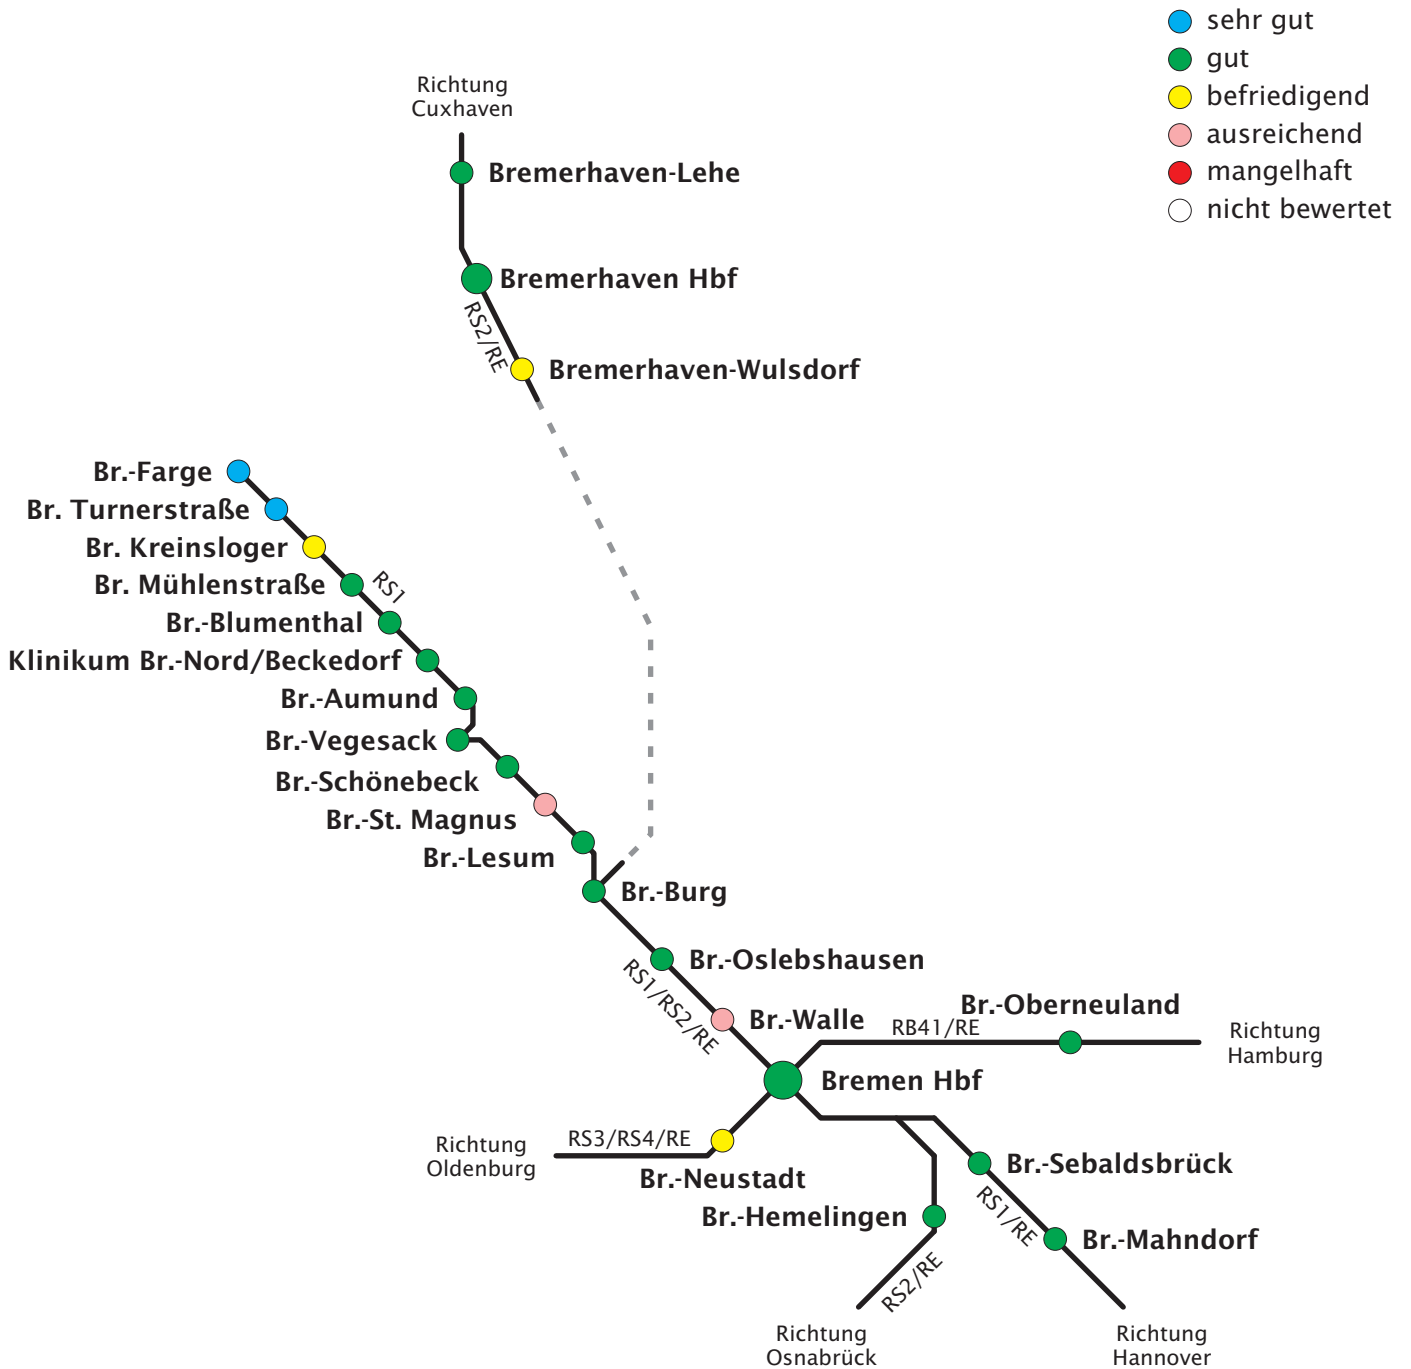 sehr gut
gut
befriedigend
ausreichend
mangelhaft
nicht bewertet
Richtung
Cuxhaven
Bremerhaven-Lehe
Bremerhaven Hbf
RS2/RE
Bremerhaven-Wulsdorf
Br.-Farge
Br. Turnerstraße
Br. Kreinsloger
Br. Mühlenstraße
RS1
Br.-Blumenthal
Klinikum Br.-Nord/Beckedorf
Br.-Aumund
Br.-Vegesack
Br.-Schönebeck
Br.-St. Magnus
Br.-Lesum
Br.-Burg
Br.-Oslebshausen
RS1/RS2/RE
Br.-Walle
Br.-Oberneuland
RB41/RE
Richtung
Hamburg
Bremen Hbf
RS3/RS4/RE
Richtung
Oldenburg
Br.-Neustadt
Br.-Sebaldsbrück
Br.-Hemelingen
RS1/RE
Br.-Mahndorf
RS2/RE
Richtung
Osnabrück
Richtung
Hannover